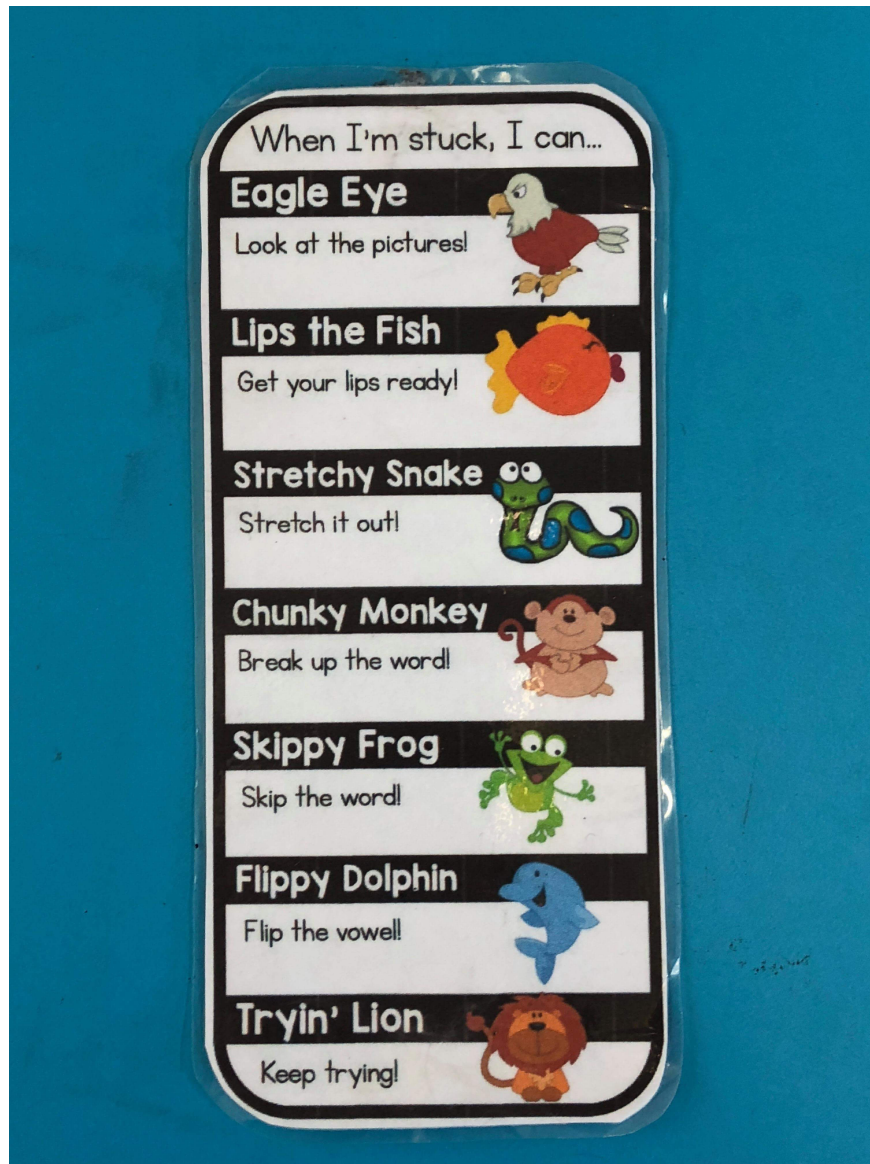 When I'm stuck, I can...
Eagle Eye
Look at the pictures!
Lips the Fish
Get your lips ready!
Stretchy Snake
Stretch it out!
Chunky Monkey
Break up the word!
Skippy Frog
Skip the word!
Flippy Dolphin
Flip the vowel!
Tryin' Lion
Keep trying!